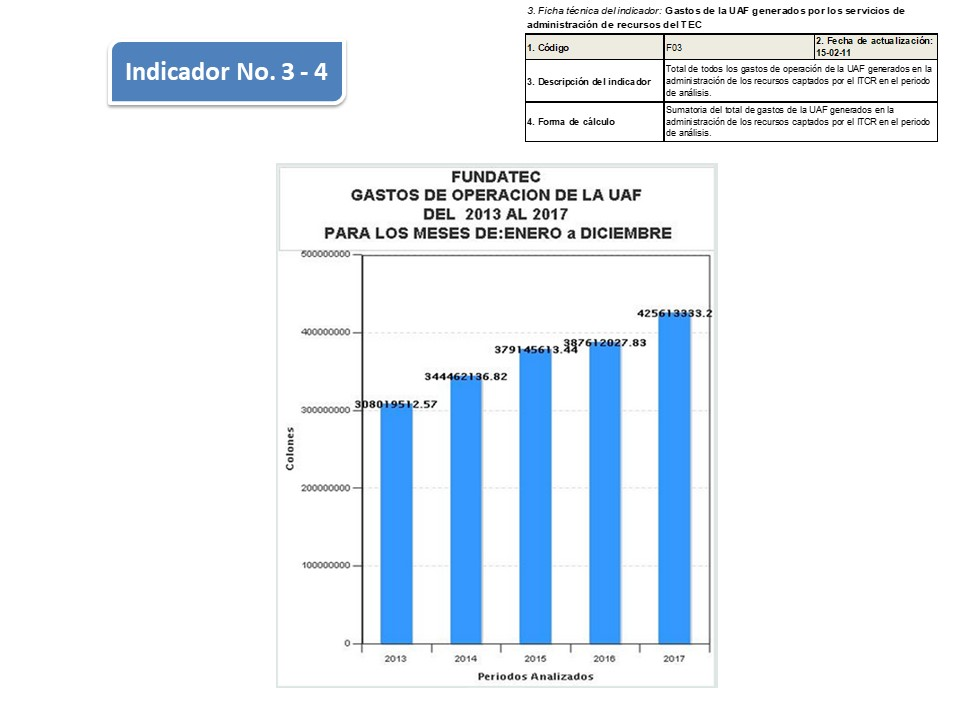 3. Ficha técnica del indicador: Gastos de la UAF generados por los servicios de
administración de recursos del TEC
Indicador No. 3 - 4
1. Código
F03
2. Fecha de actualización:
15-02-11
3. Descripción del indicador
Total de todos los gastos de operación de la UAF generados en la
administración de los recursos captados por el ITCR en el periodo
de análisis.
4. Forma de cálculo
Sumatoria del total de gastos de la UAF generados en la
administración de los recursos captados por el ITCR en el periodo
de análisis.
FUNDATEC
GASTOS DE OPERACION DE LA UAF
DEL 2013 AL 2017
PARA LOS MESES DE:ENERO a DICIEMBRE
500000000
400000000
300000000
200000000
100000000
0
Colones
308019512.57
344462136.82
379145613.44
387612027.83
425613333.2
2013
2014
2015
2016
2017
Periodos Analizados